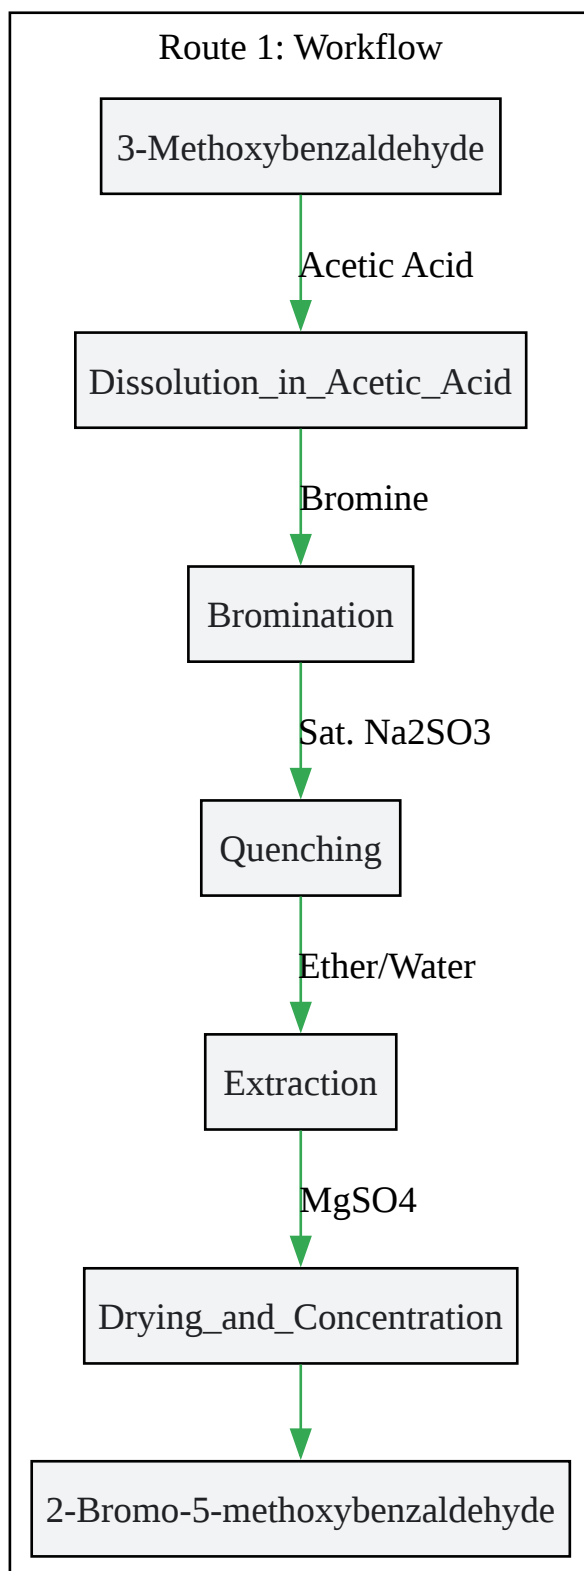 Route 1: Workflow
3-Methoxybenzaldehyde
Acetic Acid
Dissolution_in_Acetic_Acid
Bromine
Bromination
Sat. Na2SO3
Quenching
Ether/Water
Extraction
MgSO4
Drying_and_Concentration
2-Bromo-5-methoxybenzaldehyde